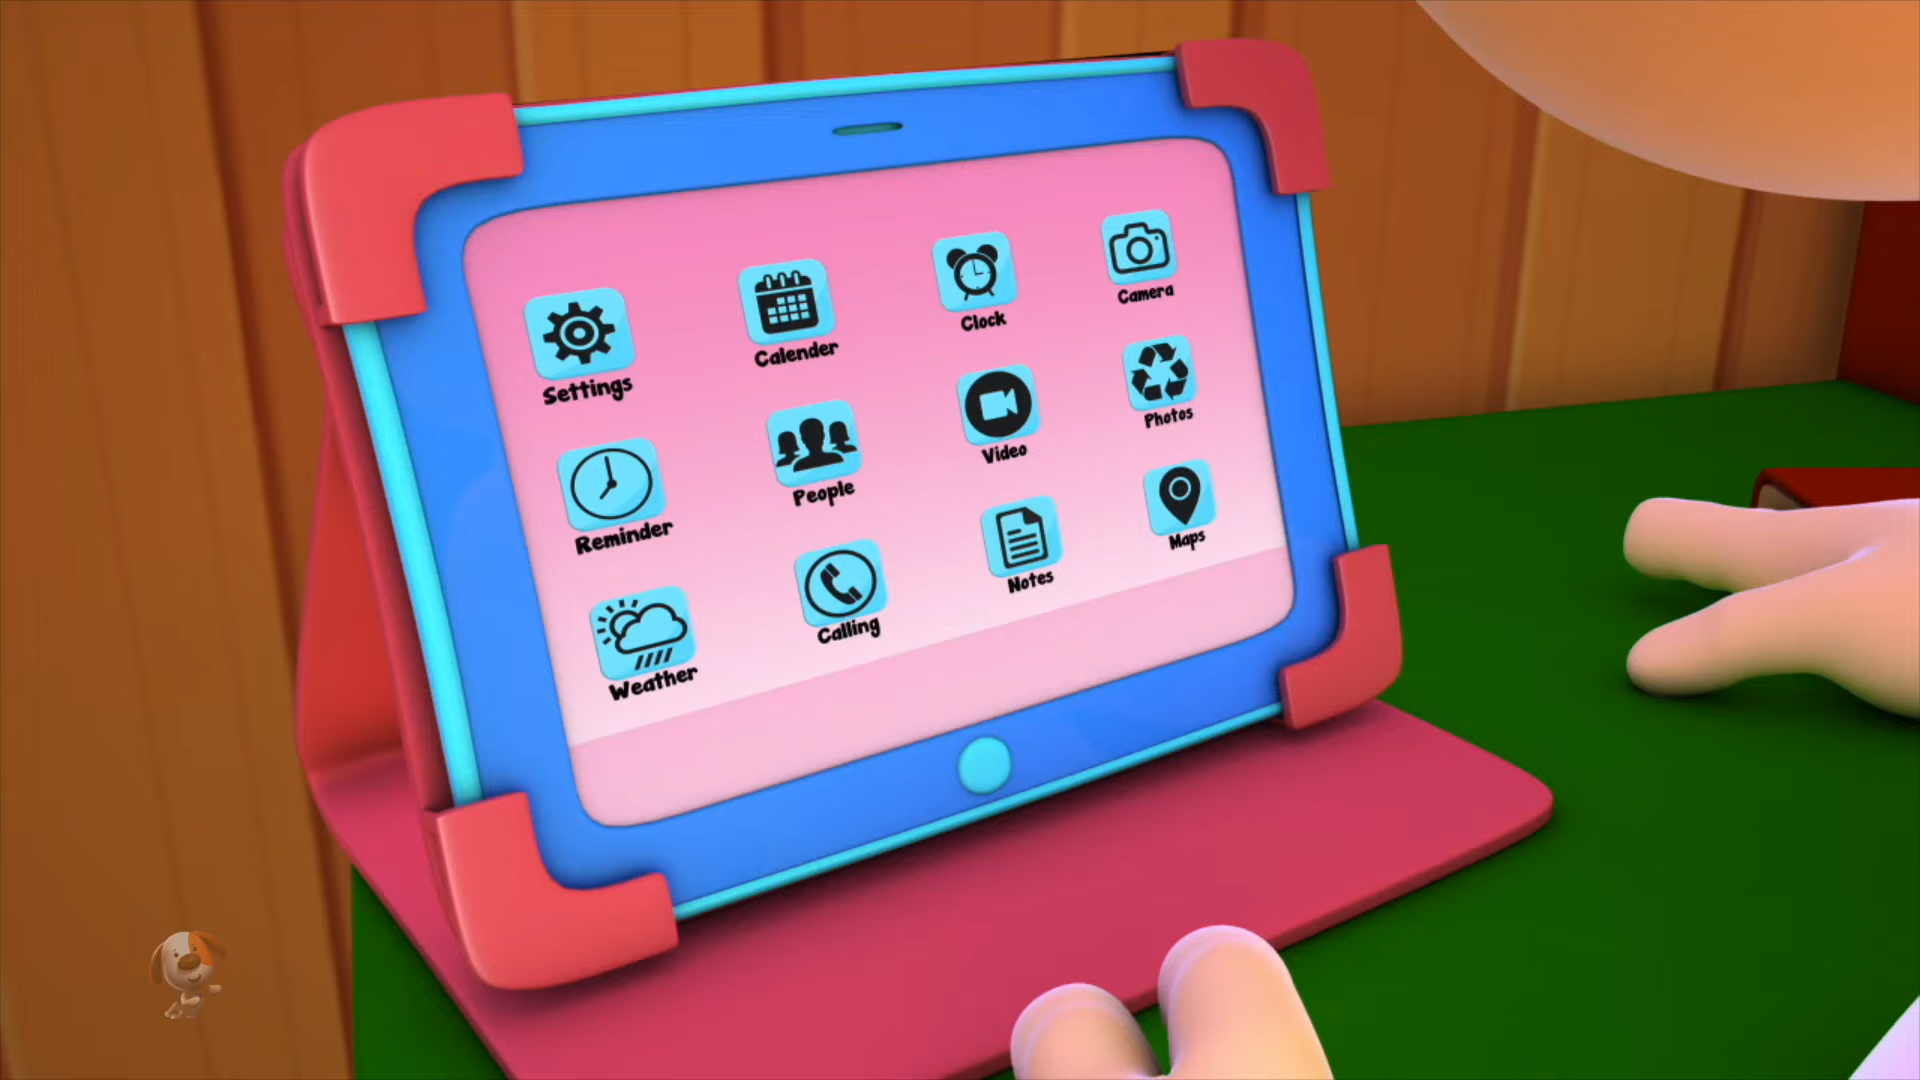 Settings
Calender
Clock
Camera
Reminder
People
Video
Photos
Weather
Calling
Notes
Maps